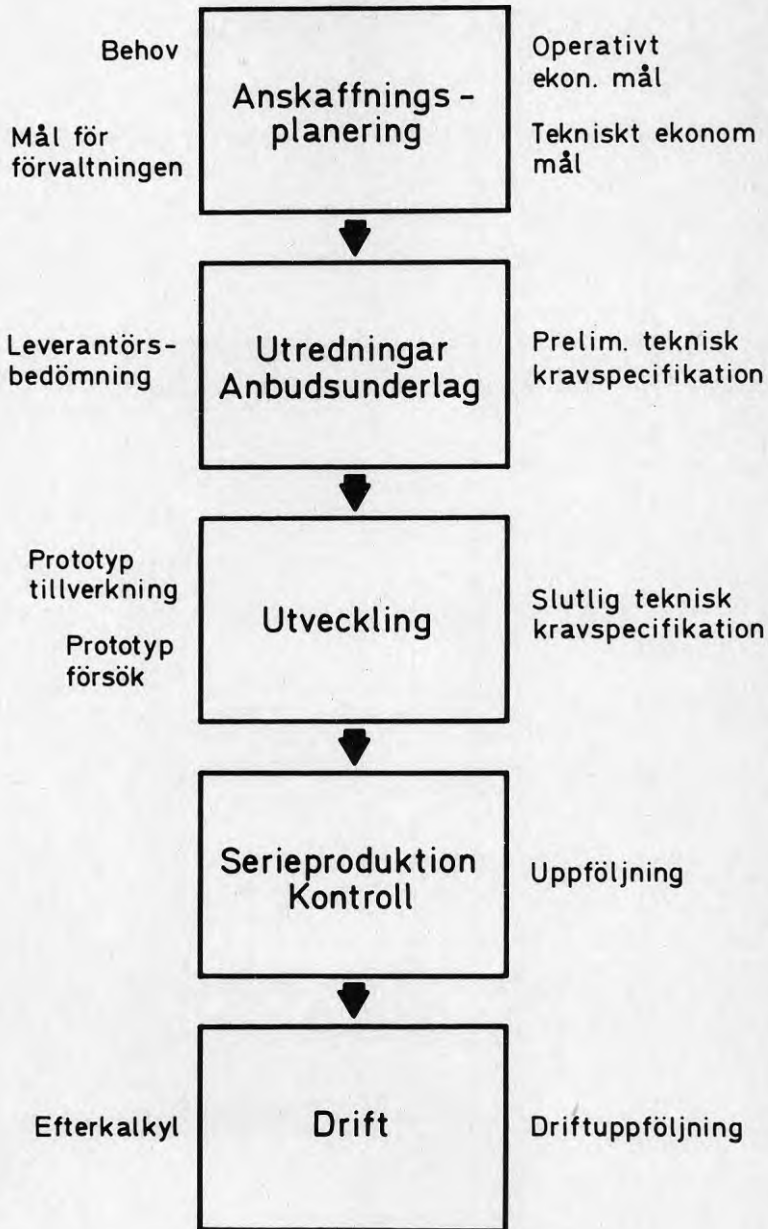 Behov
Mål för
förvaltningen
Anskaffnings-
planering
Operativt
ekon. mål
Tekniskt ekonom
mål
Leverantörs-
bedömning
Utredningar
Anbudsunderlag
Prelim. teknisk
kravspecifikation
Prototyp
tillverkning
Prototyp
försök
Utveckling
Slutlig teknisk
kravspecifikation
Serieproduktion
Kontroll
Uppföljning
Efterkalkyl
Drift
Driftuppföljning